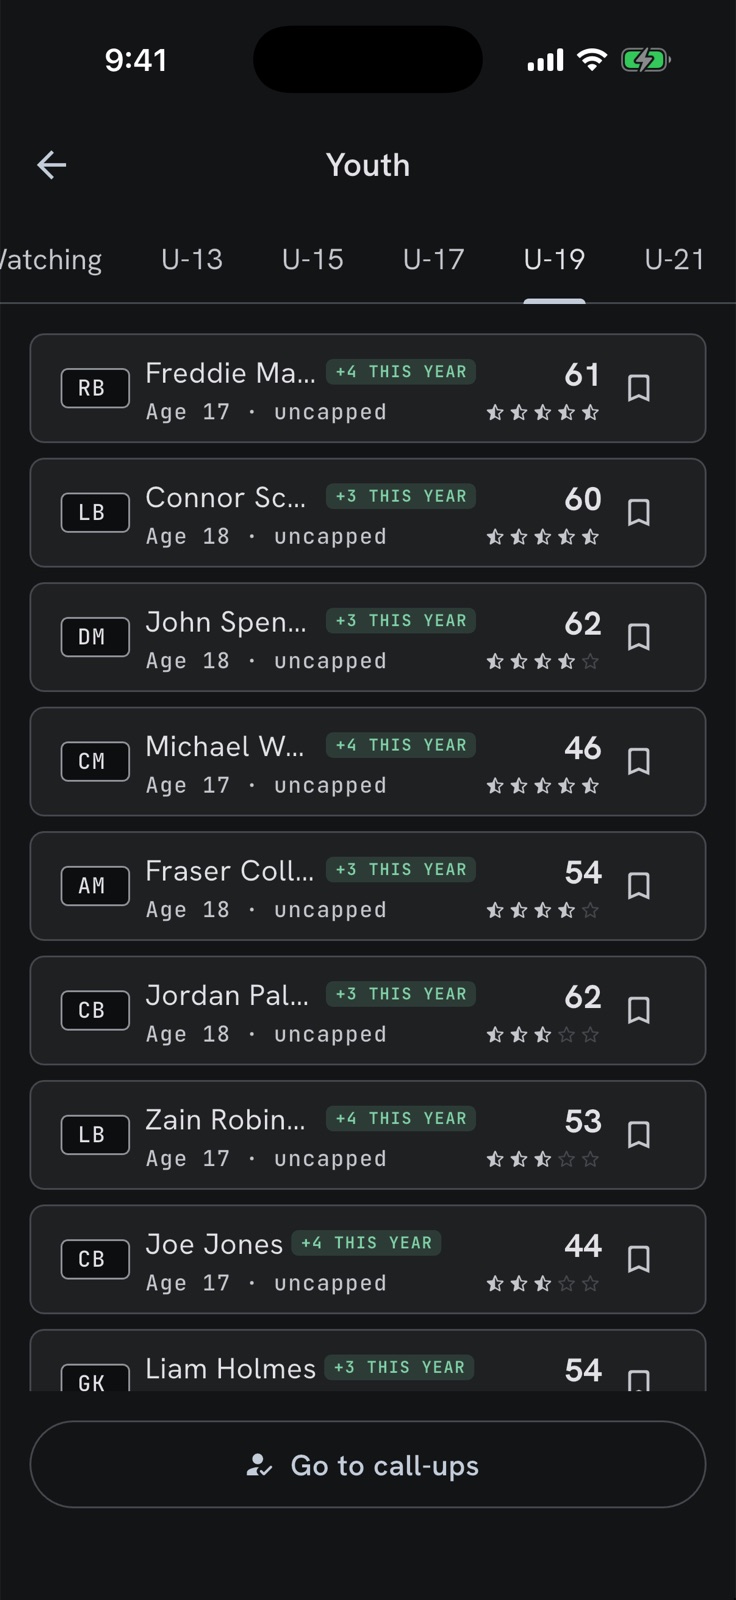 9:41
Youth
Watching U-13 U-15 U-17 U-19 U-21
RB Freddie Ma... +4 THIS YEAR 61
Age 17 · uncapped
LB Connor Sc... +3 THIS YEAR 60
Age 18 · uncapped
DM John Spen... +3 THIS YEAR 62
Age 18 · uncapped
CM Michael W... +4 THIS YEAR 46
Age 17 · uncapped
AM Fraser Coll... +3 THIS YEAR 54
Age 18 · uncapped
CB Jordan Pal... +3 THIS YEAR 62
Age 18 · uncapped
LB Zain Robin... +4 THIS YEAR 53
Age 17 · uncapped
CB Joe Jones +4 THIS YEAR 44
Age 17 · uncapped
GK Liam Holmes +3 THIS YEAR 54
Go to call-ups